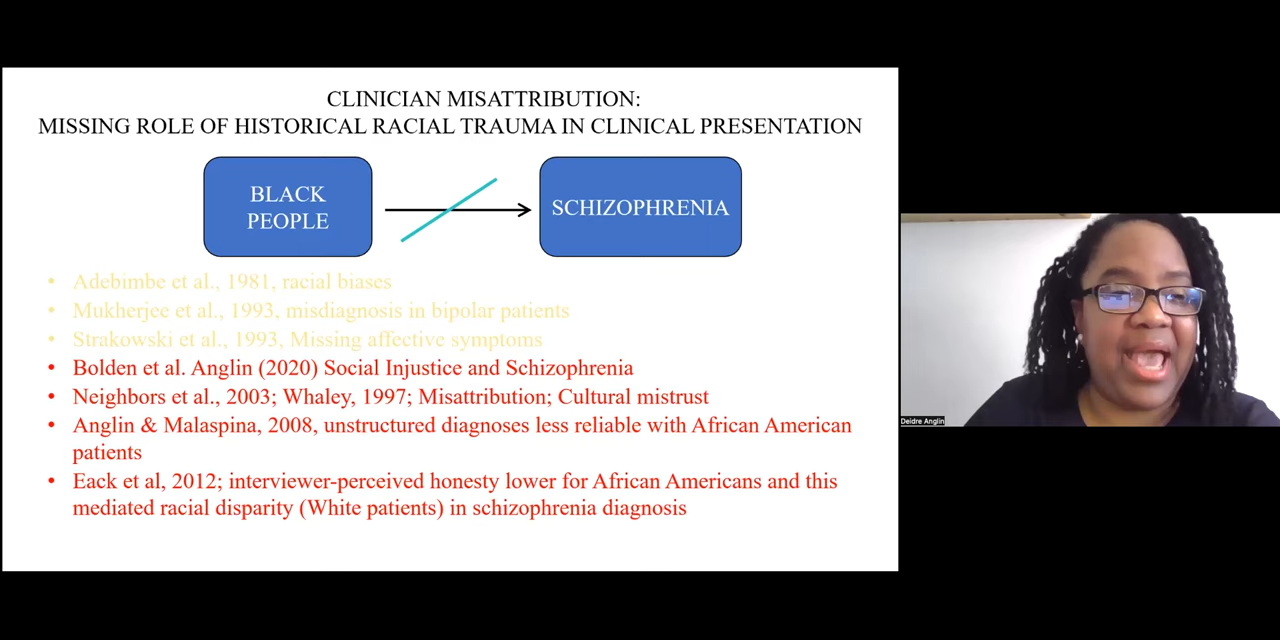 CLINICIAN MISATTRIBUTION:
MISSING ROLE OF HISTORICAL RACIAL TRAUMA IN CLINICAL PRESENTATION
BLACK
PEOPLE
SCHIZOPHRENIA
• Adebimbe et al., 1981, racial biases
• Mukherjee et al., 1993, misdiagnosis in bipolar patients
• Strakowski et al., 1993, Missing affective symptoms
• Bolden et al. Anglin (2020) Social Injustice and Schizophrenia
• Neighbors et al., 2003; Whaley, 1997; Misattribution; Cultural mistrust
• Anglin & Malaspina, 2008, unstructured diagnoses less reliable with African American
patients
• Eack et al, 2012; interviewer-perceived honesty lower for African Americans and this
mediated racial disparity (White patients) in schizophrenia diagnosis
Deidre Anglin